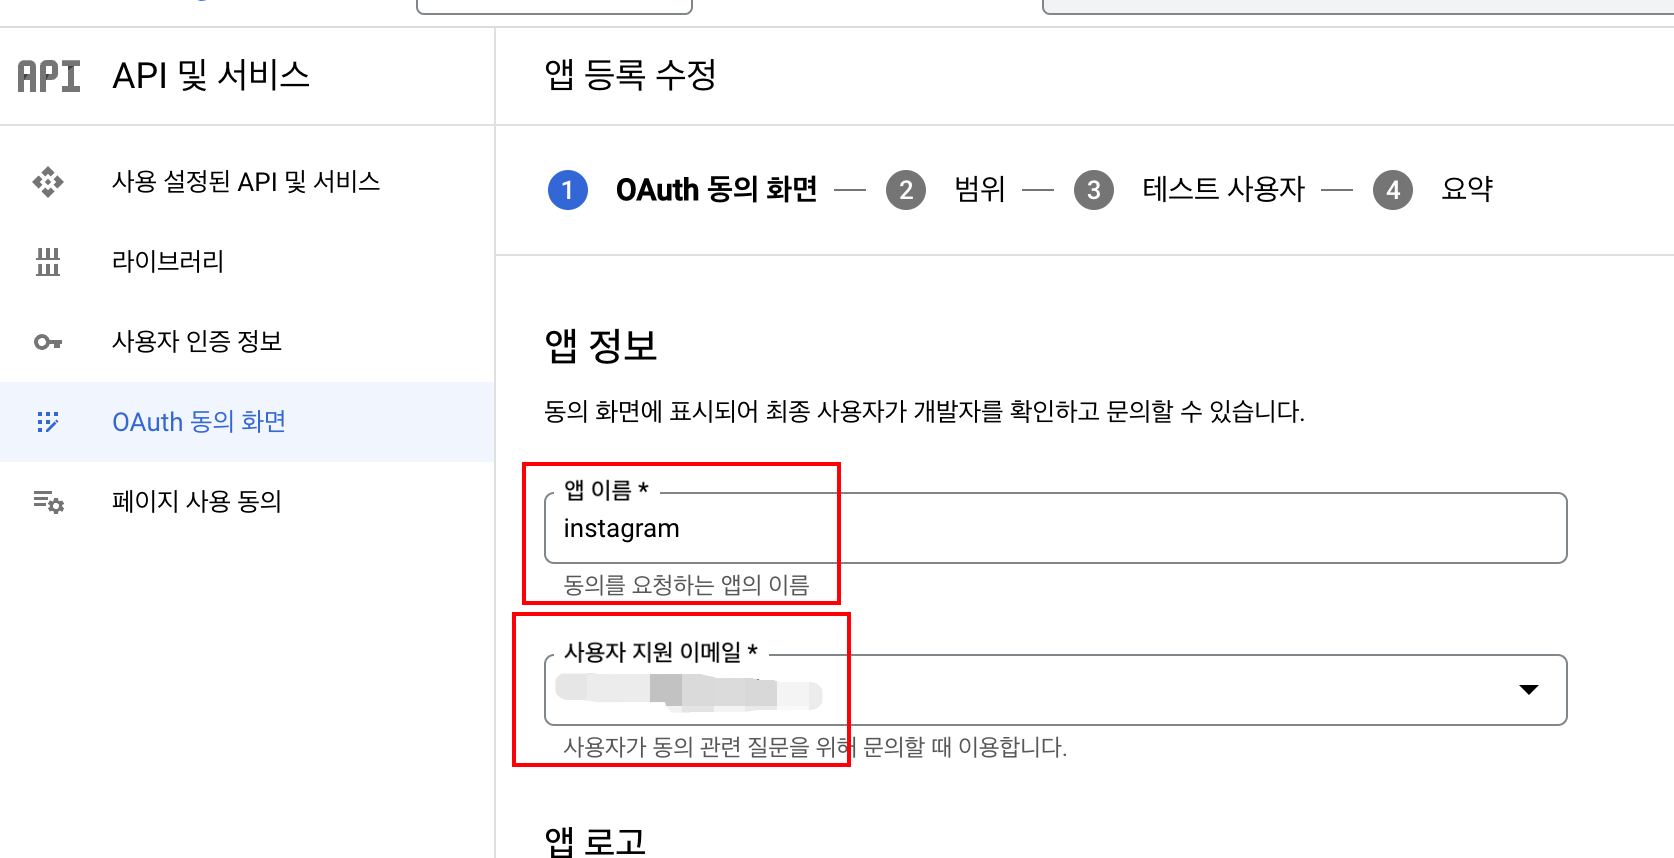 API API 및 서비스
사용 설정된 API 및 서비스
라이브러리
사용자 인증 정보
OAuth 동의 화면
페이지 사용 동의
앱 등록 수정
1 OAuth 동의 화면 — 2 범위 — 3 테스트 사용자 — 4 요약
앱 정보
동의 화면에 표시되어 최종 사용자가 개발자를 확인하고 문의할 수 있습니다.
앱 이름 *
instagram
동의를 요청하는 앱의 이름
사용자 지원 이메일 *
사용자가 동의 관련 질문을 위해 문의할 때 이용합니다.
앱 로고